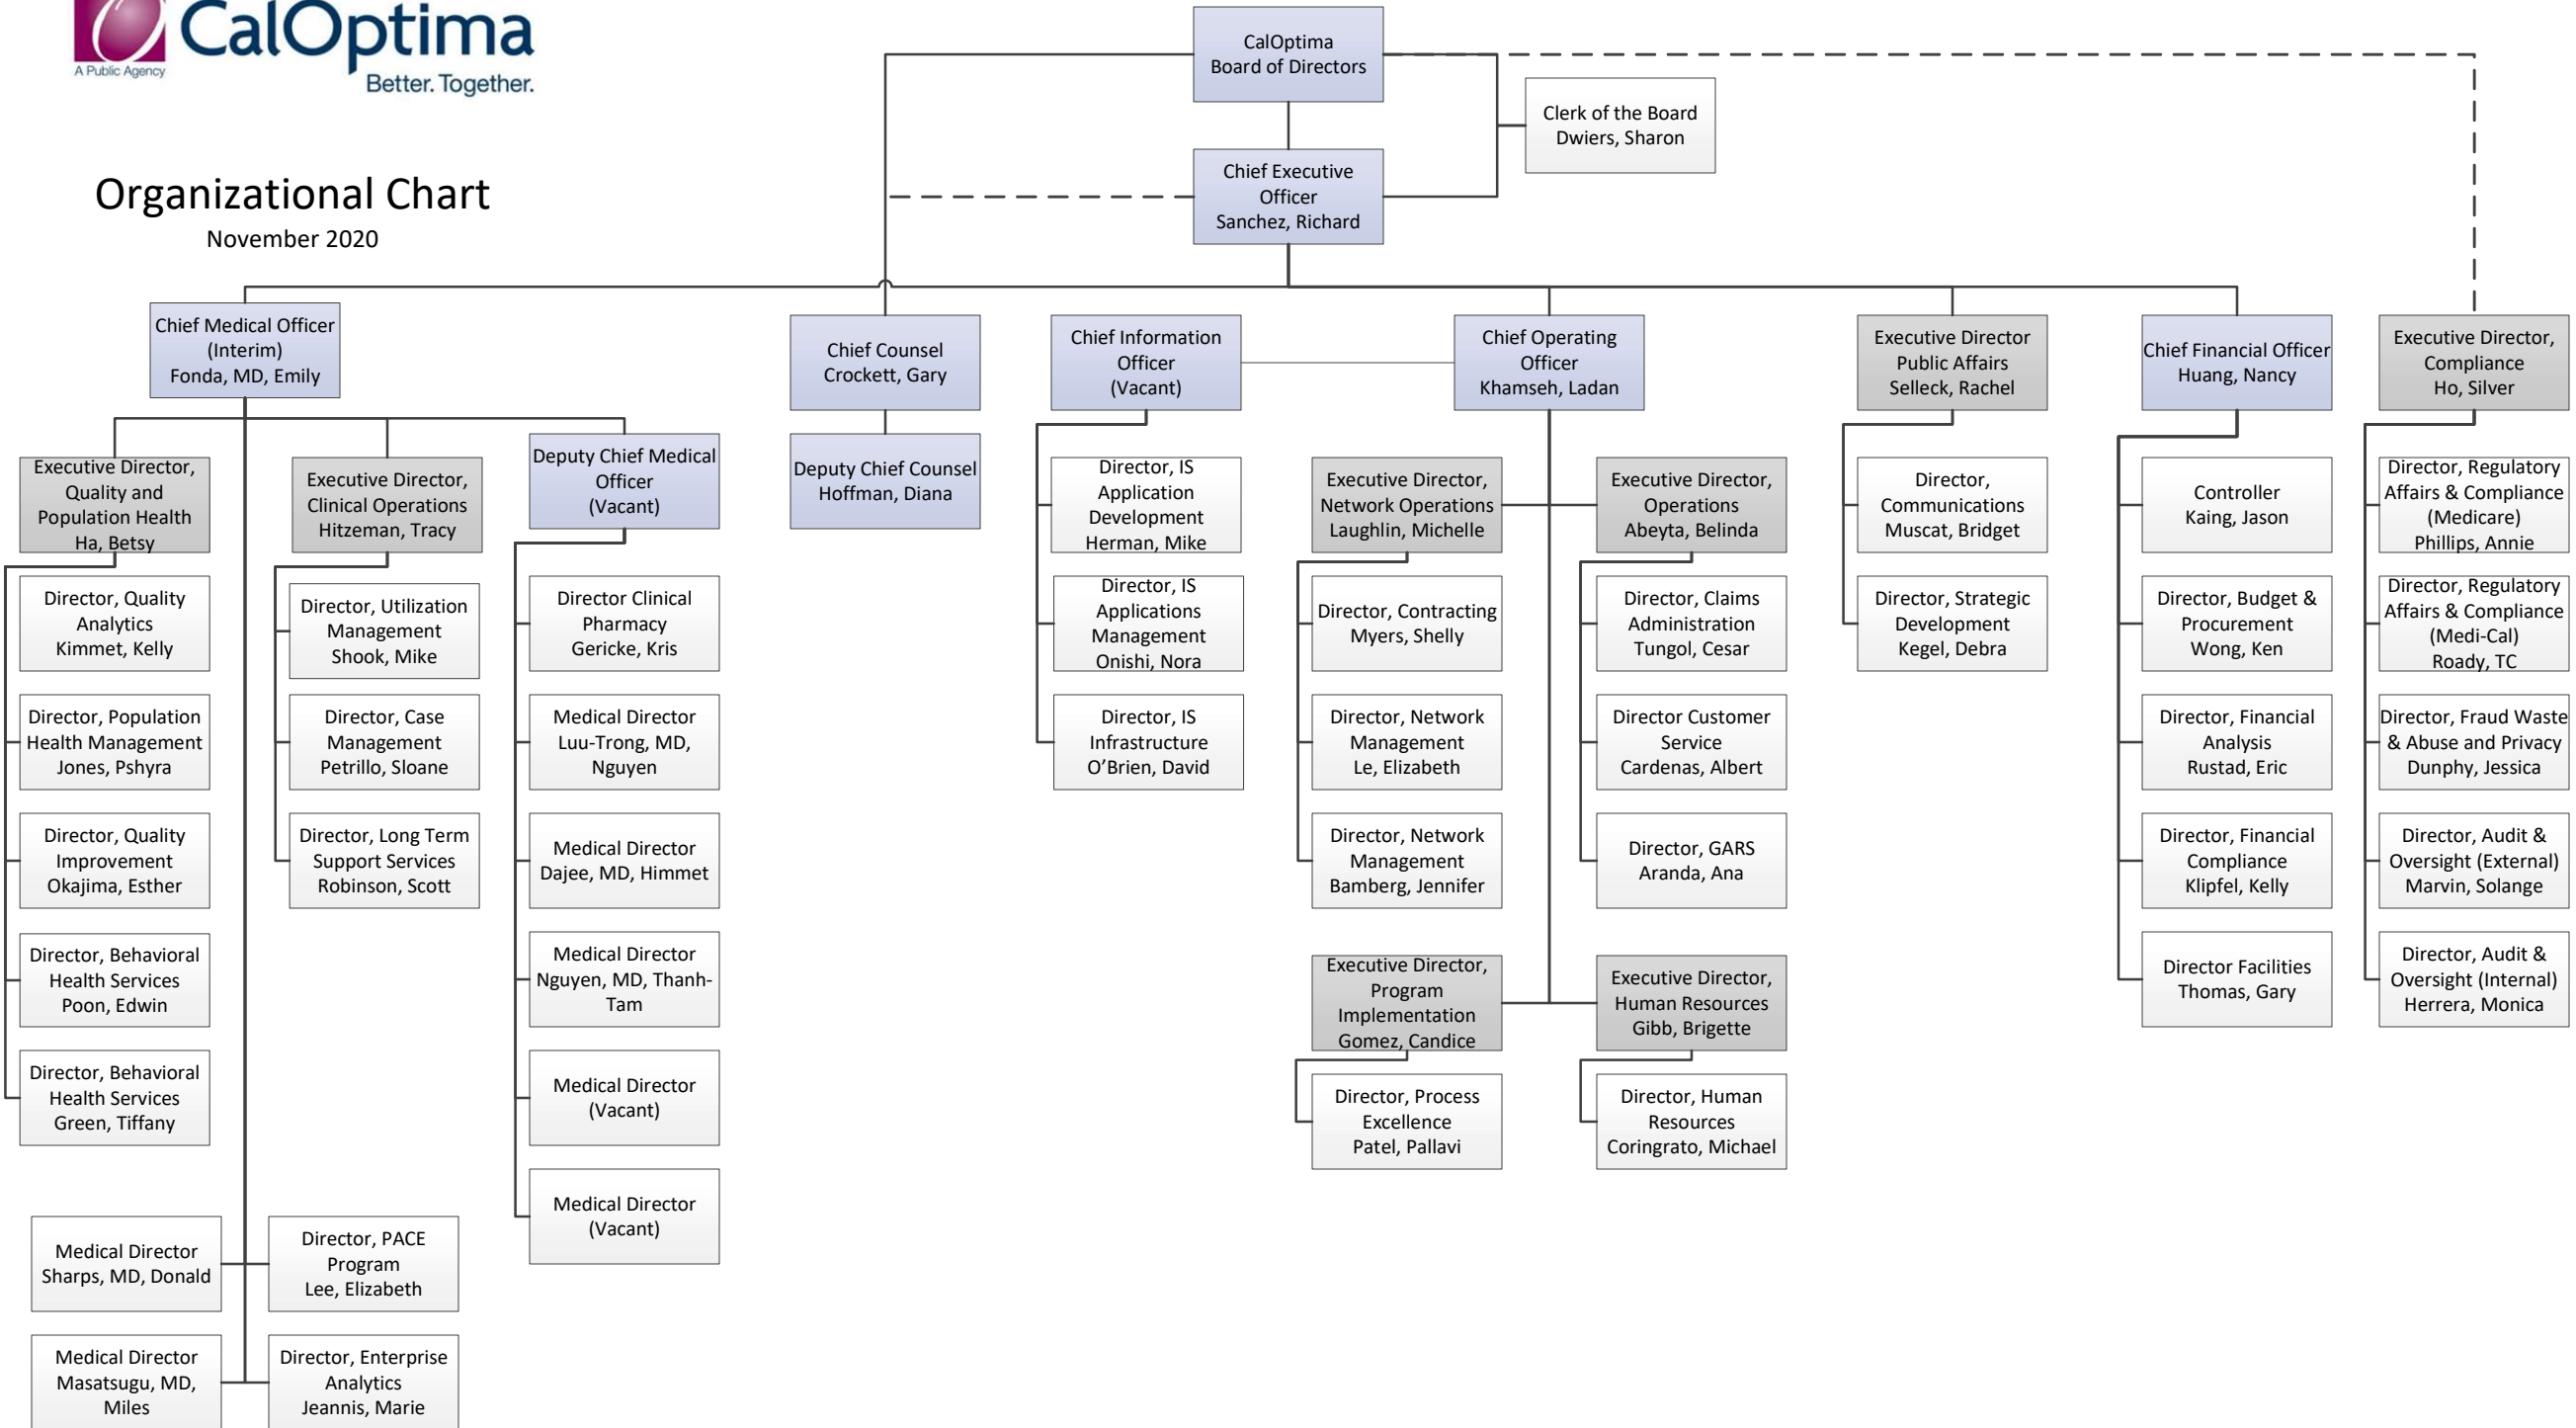 CalOptima
A Public Agency
Better. Together.
Organizational Chart
November 2020
CalOptima
Board of Directors
Clerk of the Board
Dwiers, Sharon
Chief Executive
Officer
Sanchez, Richard
Chief Medical Officer
(Interim)
Fonda, MD, Emily
Chief Counsel
Crockett, Gary
Chief Information
Officer
(Vacant)
Chief Operating
Officer
Khamseh, Ladan
Executive Director
Public Affairs
Selleck, Rachel
Chief Financial Officer
Huang, Nancy
Executive Director,
Compliance
Ho, Silver
Executive Director,
Quality and
Population Health
Ha, Betsy
Director, Quality
Analytics
Kimmet, Kelly
Director, Population
Health Management
Jones, Pshyra
Director, Quality
Improvement
Okajima, Esther
Director, Behavioral
Health Services
Poon, Edwin
Director, Behavioral
Health Services
Green, Tiffany
Executive Director,
Clinical Operations
Hitzeman, Tracy
Director, Utilization
Management
Shook, Mike
Director, Case
Management
Petrillo, Sloane
Director, Long Term
Support Services
Robinson, Scott
Deputy Chief Medical
Officer
(Vacant)
Director Clinical
Pharmacy
Gericke, Kris
Medical Director
Luu-Trong, MD,
Nguyen
Medical Director
Dajee, MD, Himmet
Medical Director
Nguyen, MD, Thanh-
Tam
Medical Director
(Vacant)
Medical Director
(Vacant)
Medical Director
Sharps, MD, Donald
Director, PACE
Program
Lee, Elizabeth
Medical Director
Masatsugu, MD,
Miles
Director, Enterprise
Analytics
Jeannis, Marie
Deputy Chief Counsel
Hoffman, Diana
Director, IS
Application
Development
Herman, Mike
Director, IS
Applications
Management
Onishi, Nora
Director, IS
Infrastructure
O’Brien, David
Executive Director,
Network Operations
Laughlin, Michelle
Director, Contracting
Myers, Shelly
Director, Network
Management
Le, Elizabeth
Director, Network
Management
Bamberg, Jennifer
Executive Director,
Operations
Abeyta, Belinda
Director, Claims
Administration
Tungol, Cesar
Director Customer
Service
Cardenas, Albert
Director, GARS
Aranda, Ana
Executive Director,
Program
Implementation
Gomez, Candice
Director, Process
Excellence
Patel, Pallavi
Executive Director,
Human Resources
Gibb, Brigette
Director, Human
Resources
Coringrato, Michael
Director,
Communications
Muscat, Bridget
Director, Strategic
Development
Kegel, Debra
Controller
Kaing, Jason
Director, Budget &
Procurement
Wong, Ken
Director, Financial
Analysis
Rustad, Eric
Director, Financial
Compliance
Klipfel, Kelly
Director Facilities
Thomas, Gary
Director, Regulatory
Affairs & Compliance
(Medicare)
Phillips, Annie
Director, Regulatory
Affairs & Compliance
(Medi-Cal)
Roady, TC
Director, Fraud Waste
& Abuse and Privacy
Dunphy, Jessica
Director, Audit &
Oversight (External)
Marvin, Solange
Director, Audit &
Oversight (Internal)
Herrera, Monica